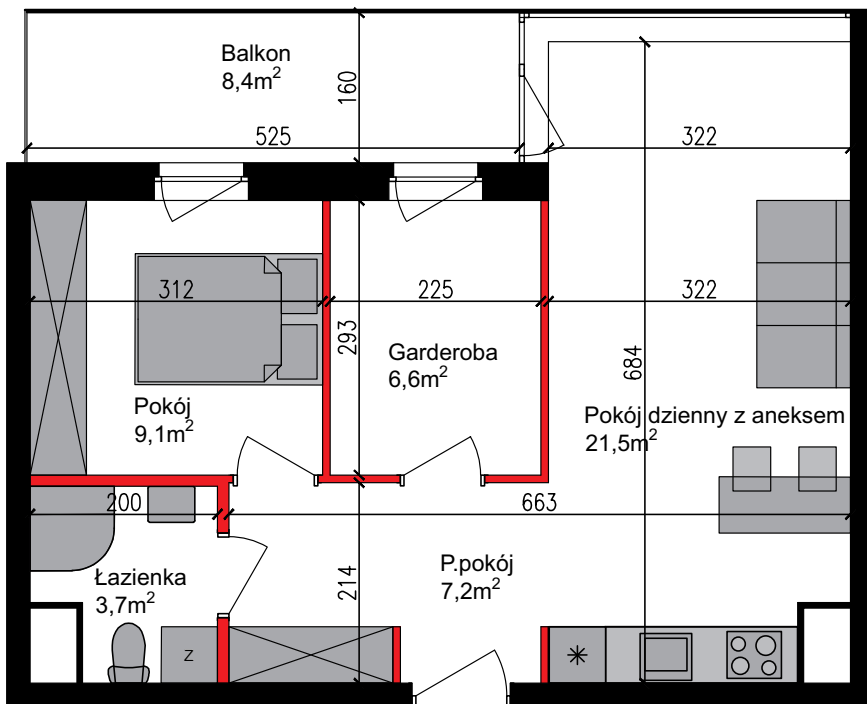 Balkon
8,4m²
160
525
322
312
225
322
293
684
Garderoba
6,6m²
Pokój
9,1m²
Pokój dzienny z aneksem
21,5m²
200
663
214
P.pokój
7,2m²
Łazienka
3,7m²
Z